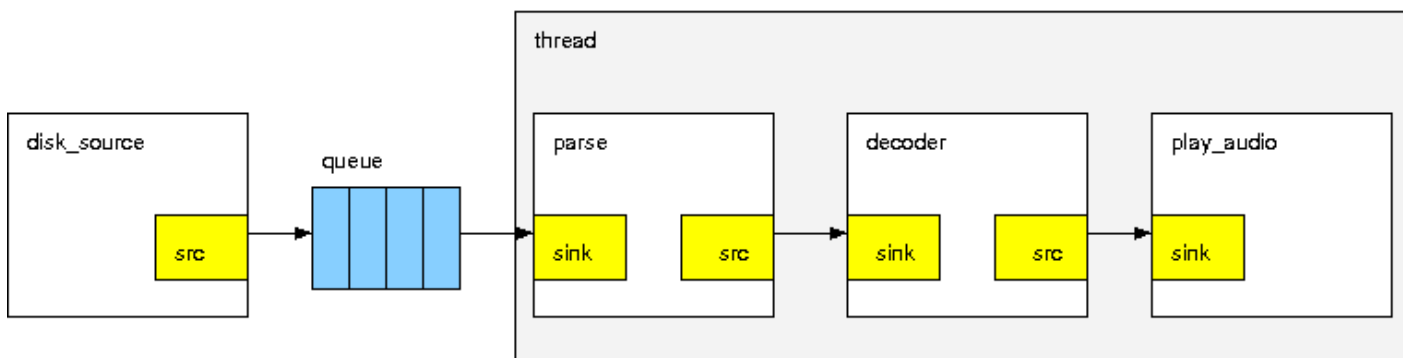 thread
disk_source
queue
parse
decoder
play_audio
src
sink
src
sink
src
sink